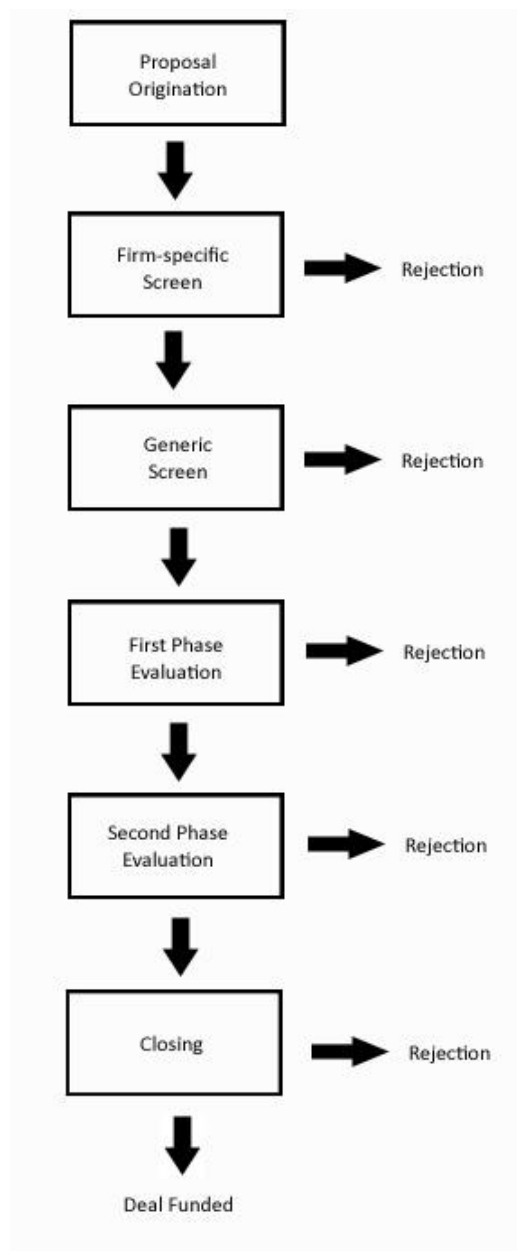 Proposal
Origination
Firm-specific
Screen
Rejection
Generic
Screen
Rejection
First Phase
Evaluation
Rejection
Second Phase
Evaluation
Rejection
Closing
Rejection
Deal Funded